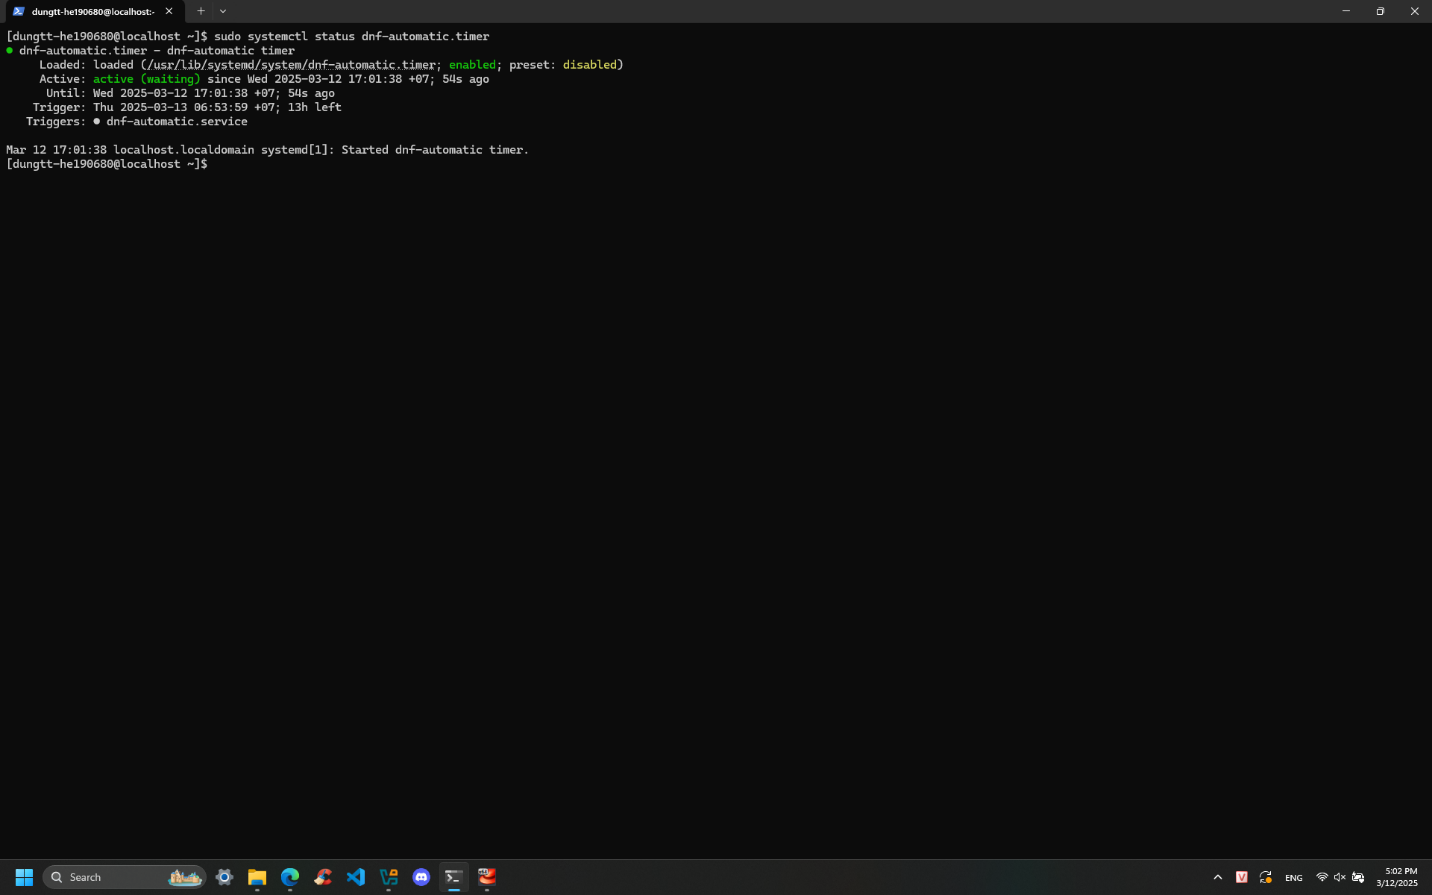 dungtt-he190680@localhost:~
[dungtt-he190680@localhost ~]$ sudo systemctl status dnf-automatic.timer
● dnf-automatic.timer - dnf-automatic timer
Loaded: loaded (/usr/lib/systemd/system/dnf-automatic.timer; enabled; preset: disabled)
Active: active (waiting) since Wed 2025-03-12 17:01:38 +07; 54s ago
Until: Wed 2025-03-12 17:01:38 +07; 54s ago
Trigger: Thu 2025-03-13 06:53:59 +07; 13h left
Triggers: ● dnf-automatic.service
Mar 12 17:01:38 localhost.localdomain systemd[1]: Started dnf-automatic timer.
[dungtt-he190680@localhost ~]$
Search
V
ENG
5:02 PM
3/12/2025